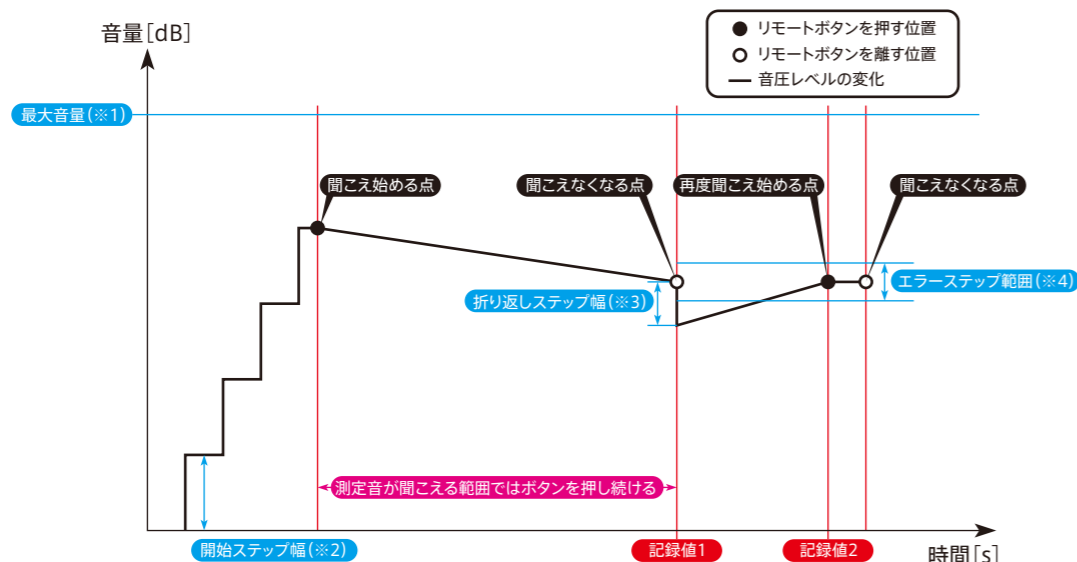 音量[dB]
リモートボタンを押す位置
リモートボタンを離す位置
音圧レベルの変化
最大音量(※1)
聞こえ始める点
聞こえなくなる点
再度聞こえ始める点
聞こえなくなる点
折り返しステップ幅(※3)
エラーステップ範囲(※4)
測定音が聞こえる範囲ではボタンを押し続ける
開始ステップ幅(※2)
記録値1
記録値2
時間[s]